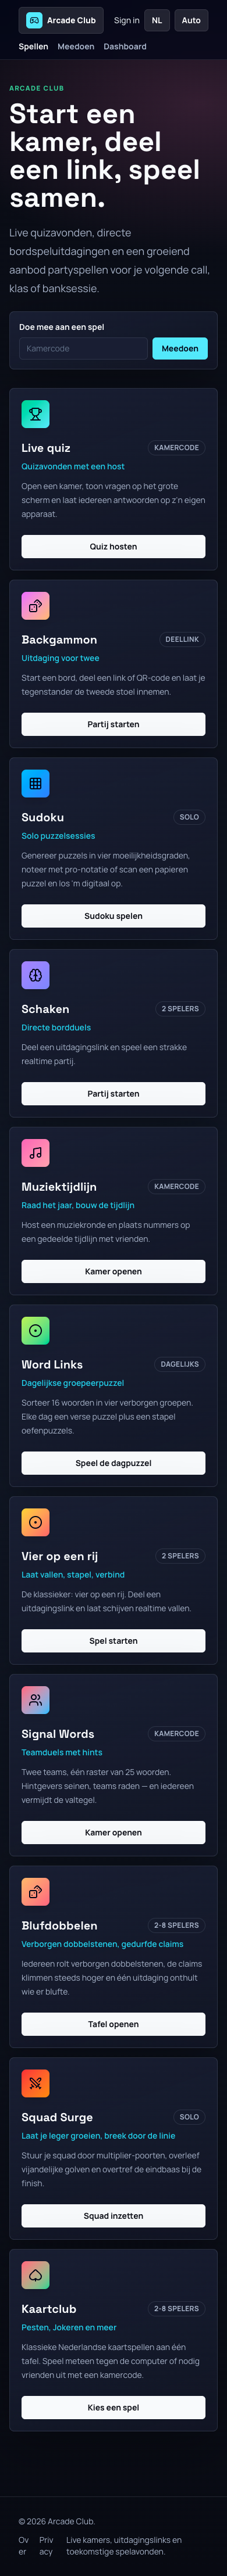 Arcade Club
Sign in
NL
Auto
Spellen
Meedoen
Dashboard
ARCADE CLUB
Start een
kamer, deel
een link, speel
samen.
Live quizavonden, directe
bordspeluitdagingen en een groeiend
aanbod partyspellen voor je volgende call,
klas of banksessie.
Doe mee aan een spel
Kamercode
Meedoen
Live quiz
KAMERCODE
Quizavonden met een host
Open een kamer, toon vragen op het grote
scherm en laat iedereen antwoorden op z'n eigen
apparaat.
Quiz hosten
Backgammon
DEELLINK
Uitdaging voor twee
Start een bord, deel een link of QR-code en laat je
tegenstander de tweede stoel innemen.
Partij starten
Sudoku
SOLO
Solo puzzelsessies
Genereer puzzels in vier moeilijkheidsgraden,
noteer met pro-notatie of scan een papieren
puzzel en los 'm digitaal op.
Sudoku spelen
Schaken
2 SPELERS
Directe bordduels
Deel een uitdagingslink en speel een strakke
realtime partij.
Partij starten
Muziektijdlijn
KAMERCODE
Raad het jaar, bouw de tijdlijn
Host een muziekronde en plaats nummers op
een gedeelde tijdlijn met vrienden.
Kamer openen
Word Links
DAGELIJKS
Dagelijkse groepeerpuzzel
Sorteer 16 woorden in vier verborgen groepen.
Elke dag een verse puzzel plus een stapel
oefenpuzzels.
Speel de dagpuzzel
Vier op een rij
2 SPELERS
Laat vallen, stapel, verbind
De klassieker: vier op een rij. Deel een
uitdagingslink en laat schijven realtime vallen.
Spel starten
Signal Words
KAMERCODE
Teamduels met hints
Twee teams, één raster van 25 woorden.
Hintgevers seinen, teams raden — en iedereen
vermijdt de valtegel.
Kamer openen
Blufdobbelen
2-8 SPELERS
Verborgen dobbelstenen, gedurfde claims
Iedereen rolt verborgen dobbelstenen, de claims
klimmen steeds hoger en één uitdaging onthult
wie er blufte.
Tafel openen
Squad Surge
SOLO
Laat je leger groeien, breek door de linie
Stuur je squad door multiplier-poorten, overleef
vijandelijke golven en overtref de eindbaas bij de
finish.
Squad inzetten
Kaartclub
2-8 SPELERS
Pesten, Jokeren en meer
Klassieke Nederlandse kaartspellen aan één
tafel. Speel meteen tegen de computer of nodig
vrienden uit met een kamercode.
Kies een spel
© 2026 Arcade Club.
Ov
er
Priv
acy
Live kamers, uitdagingslinks en
toekomstige spelavonden.